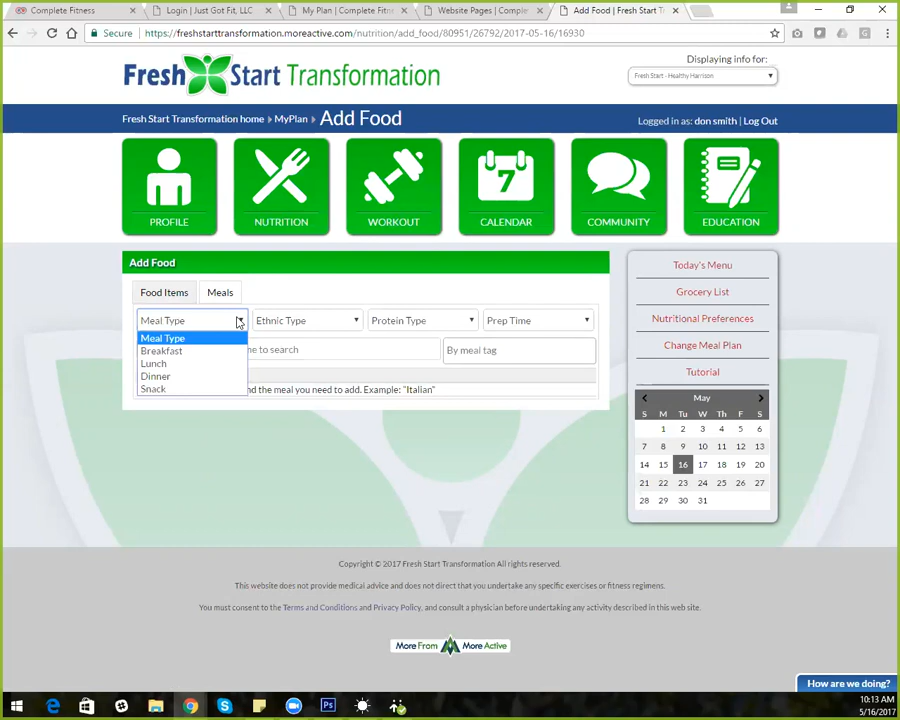 Complete Fitness
Login | Just Got Fit, LLC
My Plan | Complete Fitn
Website Pages | Comple
Add Food | Fresh Start T
Secure
https://freshstarttransformation.moreactive.com/nutrition/add_food/80951/26792/2017-05-16/16930
Fresh Start Transformation
Displaying info for:
Fresh Start - Healthy Harrison
Fresh Start Transformation home MyPlan Add Food
Logged in as: don smith | Log Out
7
PROFILE
NUTRITION
WORKOUT
CALENDAR
COMMUNITY
EDUCATION
Add Food
Food Items
Meals
Meal Type
Ethnic Type
Protein Type
Prep Time
Meal Type
Breakfast
Lunch
Dinner
Snack
me to search
By meal tag
nd the meal you need to add. Example: "Italian"
Today's Menu
Grocery List
Nutritional Preferences
Change Meal Plan
Tutorial
May
S M Tu W Th F S
1 2 3 4 5 6
7 8 9 10 11 12 13
14 15 16 17 18 19 20
21 22 23 24 25 26 27
28 29 30 31
Copyright © 2017 Fresh Start Transformation All rights reserved.
This website does not provide medical advice and does not direct that you undertake any specific exercises or fitness regimens.
You must consent to the Terms and Conditions and Privacy Policy, and consult a physician before undertaking any activity described in this web site.
More From More Active
How are we doing?
Ps
10:13 AM
5/16/2017